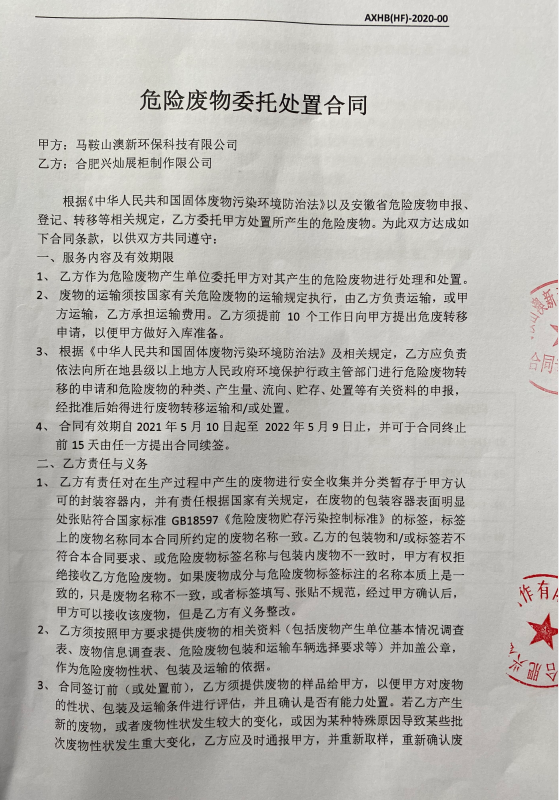 AXHB(HF)-2020-00
危险废物委托处置合同
甲方：马鞍山澳新环保科技有限公司
乙方：合肥兴灿展柜制作有限公司
根据《中华人民共和国固体废物污染环境防治法》以及安徽省危险废物申报、
登记、转移等相关规定，乙方委托甲方处置所产生的危险废物。为此双方达成如
下合同条款，以供双方共同遵守：
一、服务内容及有效期限
1、 乙方作为危险废物产生单位委托甲方对其产生的危险废物进行处理和处置。
2、 废物的运输须按国家有关危险废物的运输规定执行，由乙方负责运输，或甲
方运输，乙方承担运输费用。乙方须提前 10 个工作日向甲方提出危废转移
申请，以便甲方做好入库准备。
3、 根据《中华人民共和国固体废物污染环境防治法》及相关规定，乙方应负责
依法向所在地县级以上地方人民政府环境保护行政主管部门进行危险废物转
移的申请和危险废物的种类、产生量、流向、贮存、处置等有关资料的申报，
经批准后始得进行废物转移运输和/或处置。
4、 合同有效期自 2021 年 5 月 10 日起至 2022 年 5 月 9 日止，并可于合同终止
前 15 天由任一方提出合同续签。
二、乙方责任与义务
1、 乙方有责任对在生产过程中产生的废物进行安全收集并分类暂存于甲方认
可的封装容器内，并有责任根据国家有关规定，在废物的包装容器表面明显
处张贴符合国家标准 GB18597《危险废物贮存污染控制标准》的标签，标签
上的废物名称同本合同所约定的废物名称一致。乙方的包装物和/或标签若不
符合本合同要求、或危险废物标签名称与包装内废物不一致时，甲方有权拒
绝接收乙方危险废物。如果废物成分与危险废物标签标注的名称本质上是一
致的，只是废物名称不一致，或者标签填写、张贴不规范，经过甲方确认后，
甲方可以接收该废物，但是乙方有义务整改。
2、 乙方须按照甲方要求提供废物的相关资料（包括废物产生单位基本情况调查
表、废物信息调查表、危险废物包装和运输车辆选择要求等）并加盖公章，
作为危险废物性状、包装及运输的依据。
3、 合同签订前（或处置前），乙方须提供废物的样品给甲方，以便甲方对废物
的性状、包装及运输条件进行评估，并且确认是否有能力处置。若乙方产生
新的废物，或者废物性状发生较大的变化，或因为某种特殊原因导致某些批
次废物性状发生重大变化，乙方应及时通报甲方，并重新取样，重新确认废
山澳新
合同
作有
合肥兴